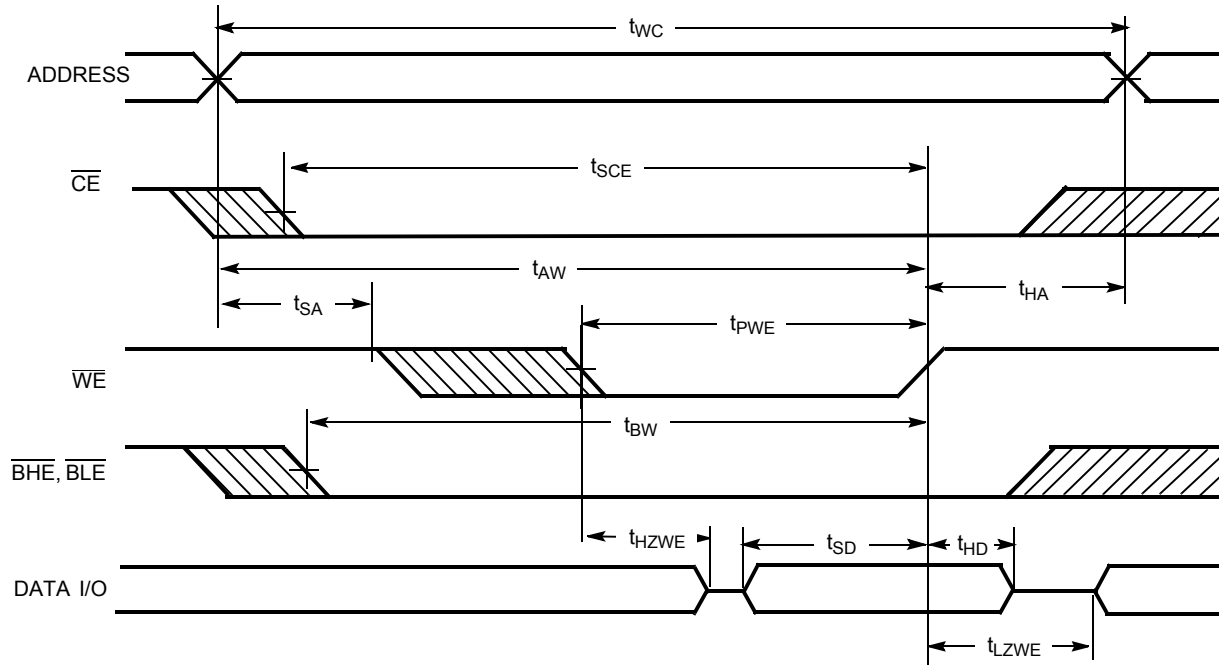 tWC
ADDRESS
tSCE
CE
tAW
tSA
tHA
tPWE
WE
tBW
BHE, BLE
tHZWE
tSD
tHD
DATA I/O
tLZWE